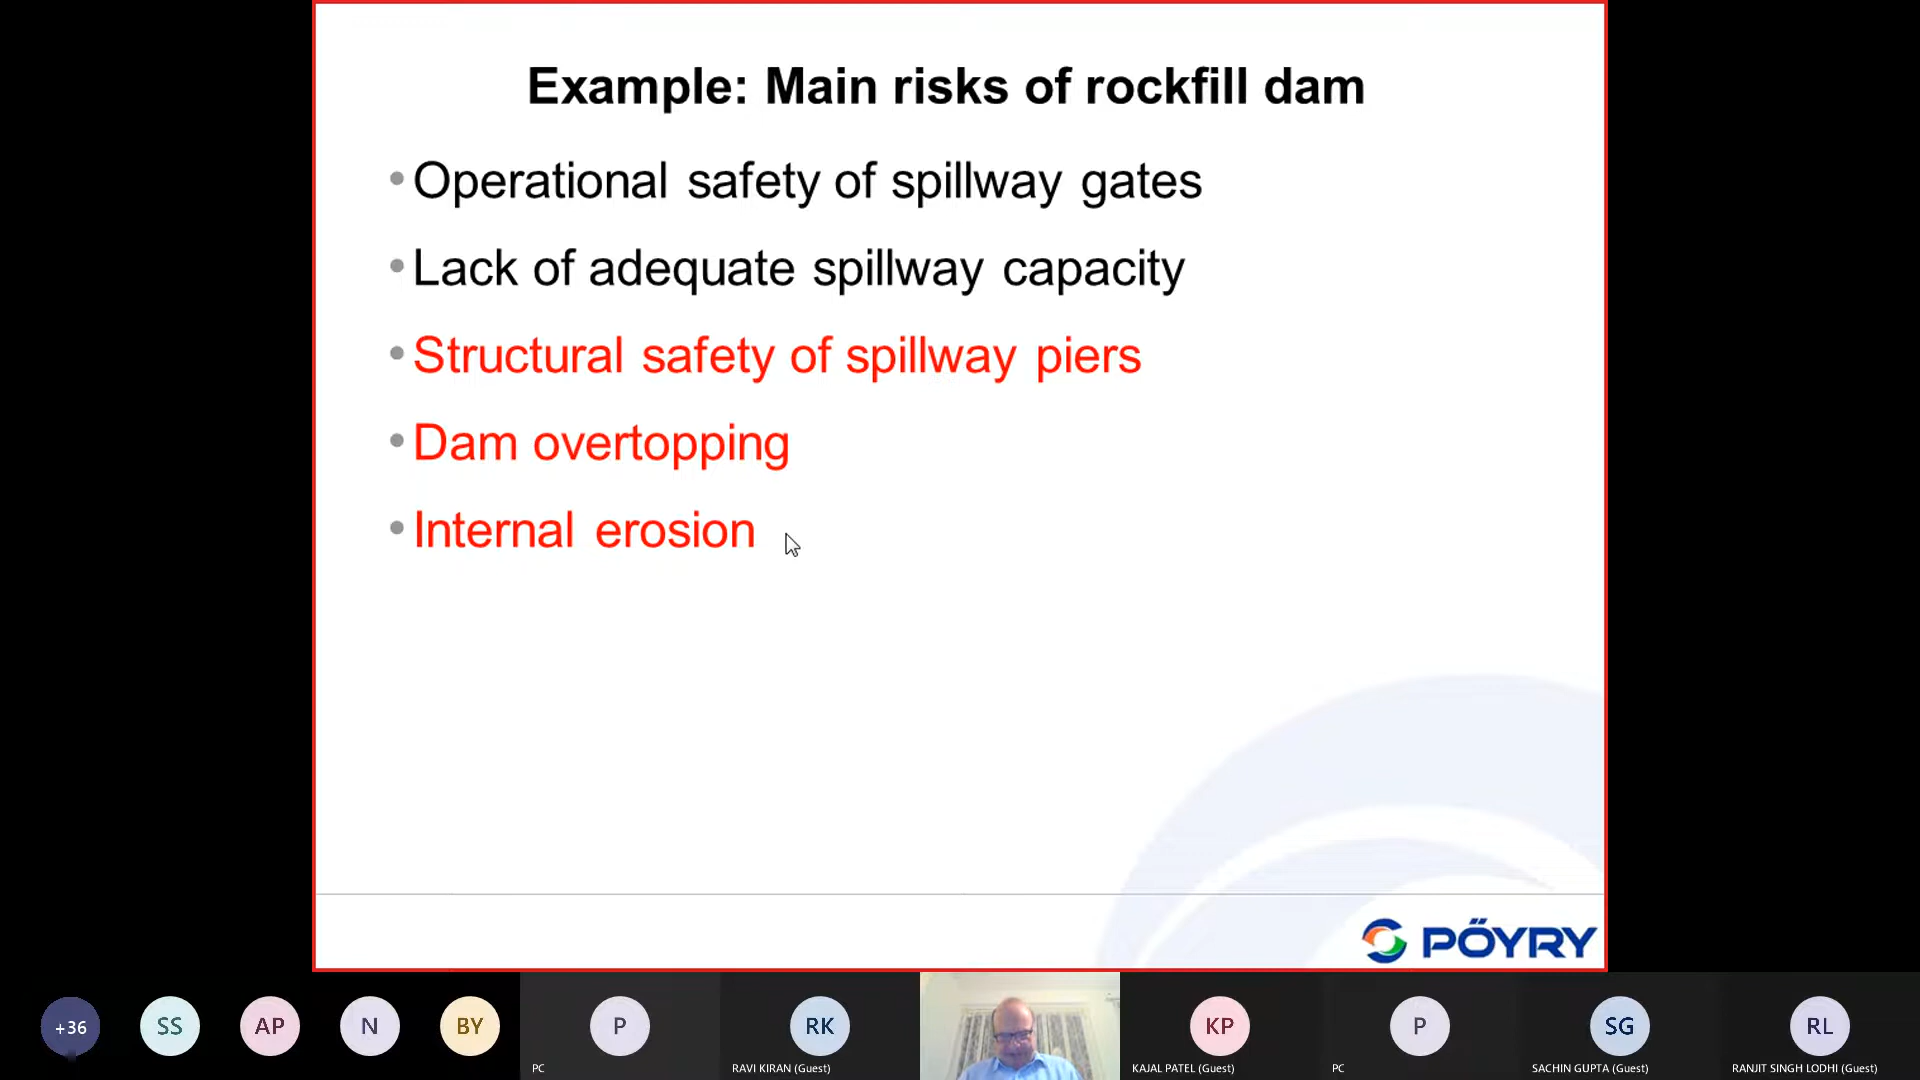 Example: Main risks of rockfill dam
• Operational safety of spillway gates
• Lack of adequate spillway capacity
• Structural safety of spillway piers
• Dam overtopping
• Internal erosion
PÖYRY
+36
SS
AP
N
BY
P
RK
KP
P
SG
RL
PC
RAVI KIRAN (Guest)
KAJAL PATEL (Guest)
PC
SACHIN GUPTA (Guest)
RANJIT SINGH LODHI (Guest)